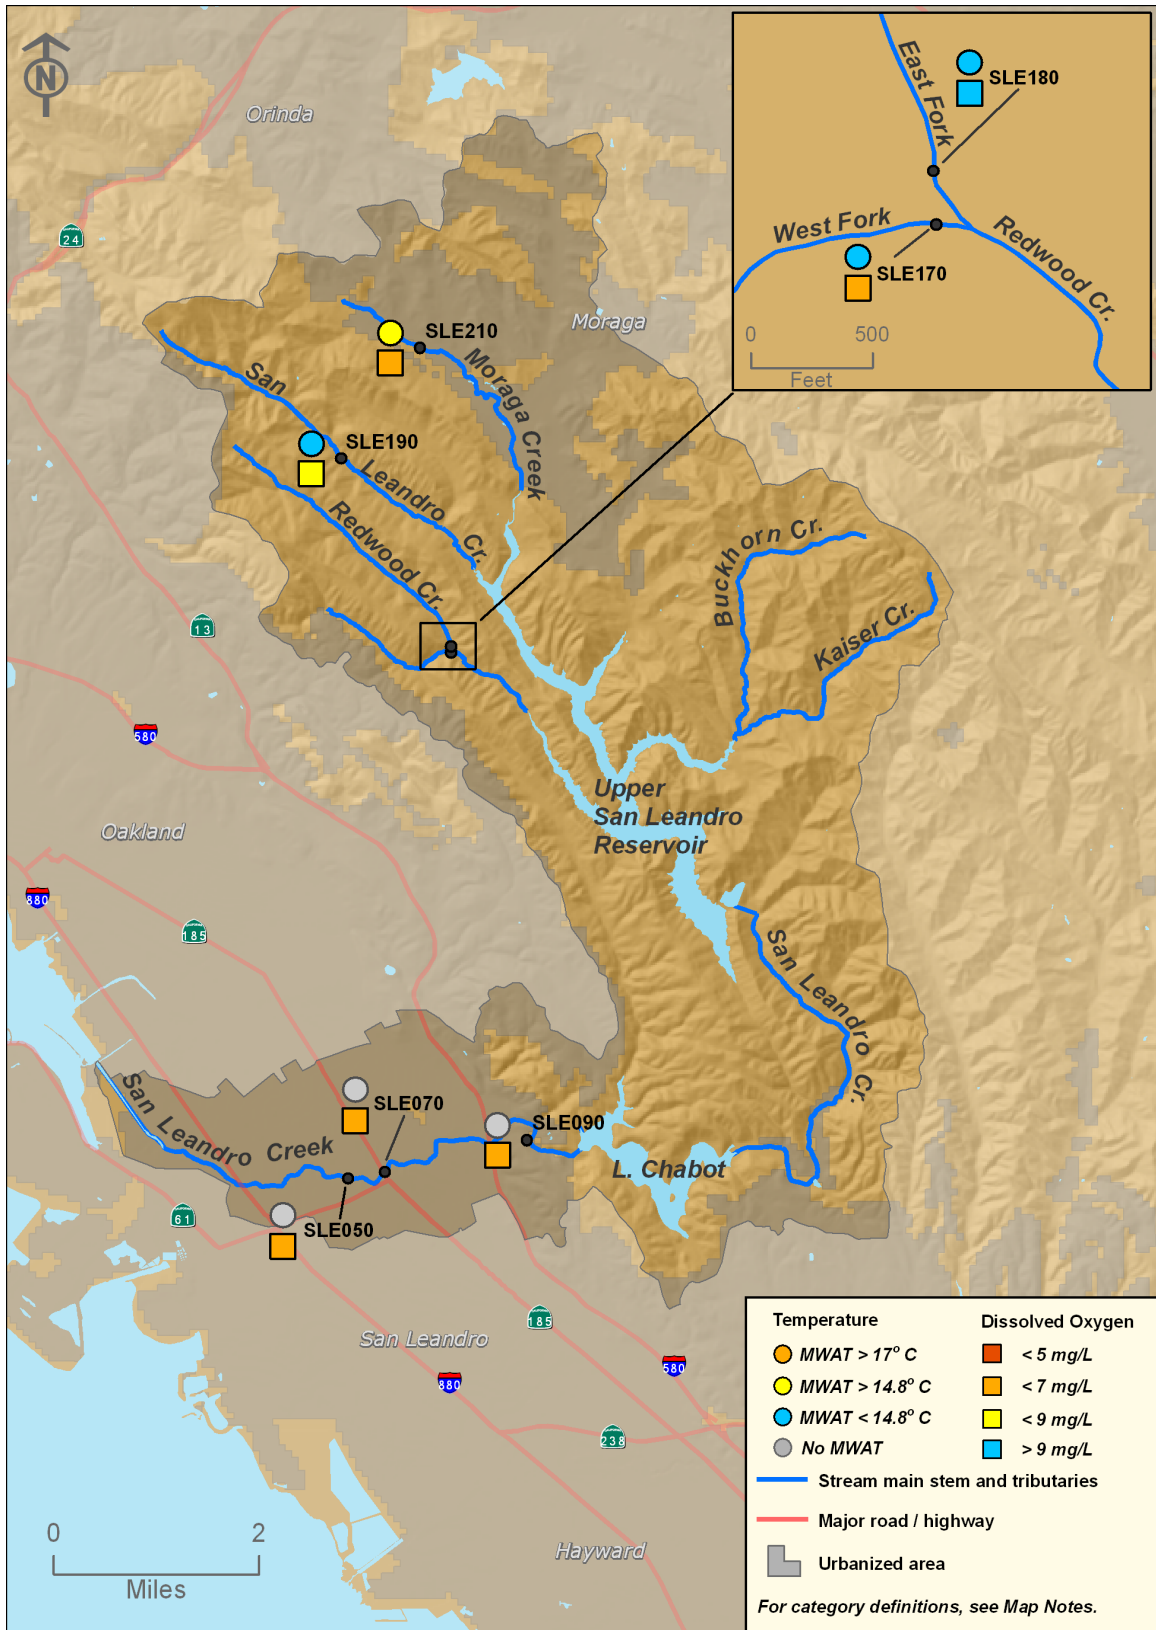 N
Orinda
24
Moraga
SLE210
Moraga Creek
San Leandro Cr.
SLE190
Redwood Cr.
13
580
Oakland
880
185
Buckhorn Cr.
Kaiser Cr.
Upper
San Leandro
Reservoir
San Leandro Cr.
San Leandro Creek
SLE070
SLE090
L. Chabot
SLE050
61
San Leandro
185
580
880
238
Hayward
0 2
Miles
East Fork
SLE180
West Fork
SLE170
Redwood Cr.
0 500
Feet
Temperature
MWAT > 17° C
MWAT > 14.8° C
MWAT < 14.8° C
No MWAT
Dissolved Oxygen
< 5 mg/L
< 7 mg/L
< 9 mg/L
> 9 mg/L
Stream main stem and tributaries
Major road / highway
Urbanized area
For category definitions, see Map Notes.